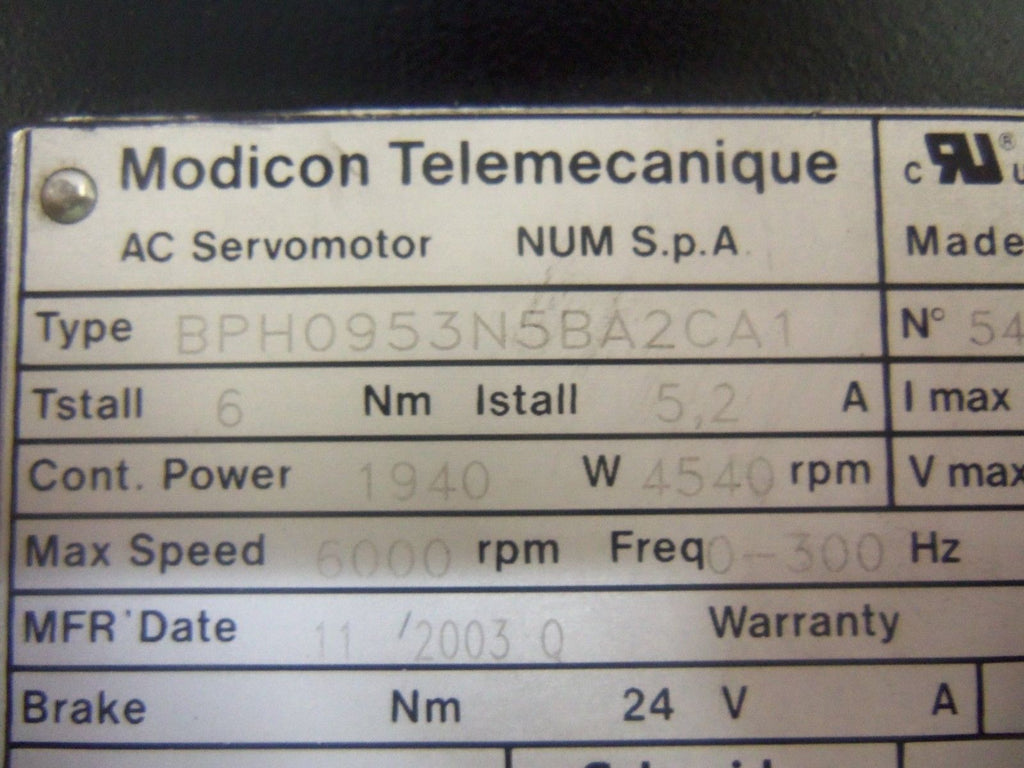 Modicon Telemecanique
c RU ® u
AC Servomotor NUM S.p.A. Made
Type BPH0953N5BA2CA1 N° 54
Tstall 6 Nm Istall 5,2 A I max
Cont. Power 1940 W 4540 rpm V max
Max Speed 6000 rpm Freq 0-300 Hz
MFR Date 11 /2003 Q Warranty
Brake Nm 24 V A